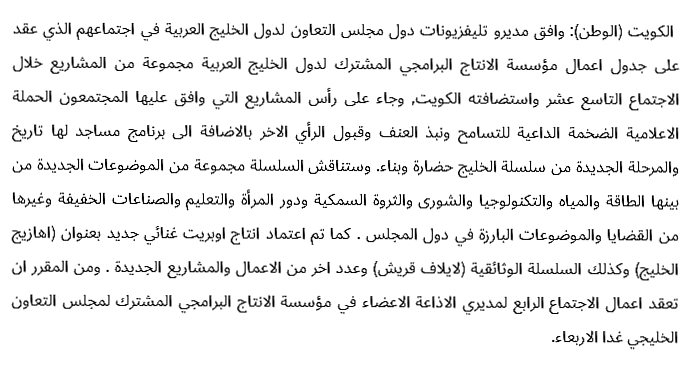 الكويت (الوطن): وافق مديرو تليفزيونات دول مجلس التعاون لدول الخليج العربية في اجتماعهم الذي عقد
على جدول اعمال مؤسسة الانتاج البرامجي المشترك لدول الخليج العربية مجموعة من المشاريع خلال
الاجتماع التاسع عشر واستضافته الكويت, وجاء على رأس المشاريع التي وافق عليها المجتمعون الحملة
الاعلامية الضخمة الداعية للتسامح ونبذ العنف وقبول الرأي الاخر بالاضافة الى برنامج مساجد لها تاريخ
والمرحلة الجديدة من سلسلة الخليج حضارة وبناء. وستناقش السلسلة مجموعة من الموضوعات الجديدة من
بينها الطاقة والمياه والتكنولوجيا والشورى والثروة السمكية ودور المرأة والتعليم والصناعات الخفيفة وغيرها
من القضايا والموضوعات البارزة في دول المجلس . كما تم اعتماد انتاج اوبريت غنائي جديد بعنوان (اهازيج
الخليج) وكذلك السلسلة الوثائقية (لايلاف قريش) وعدد اخر من الاعمال والمشاريع الجديدة . ومن المقرر ان
تعقد اعمال الاجتماع الرابع لمديري الاذاعة الاعضاء في مؤسسة الانتاج البرامجي المشترك لمجلس التعاون
الخليجي غدا الاربعاء.